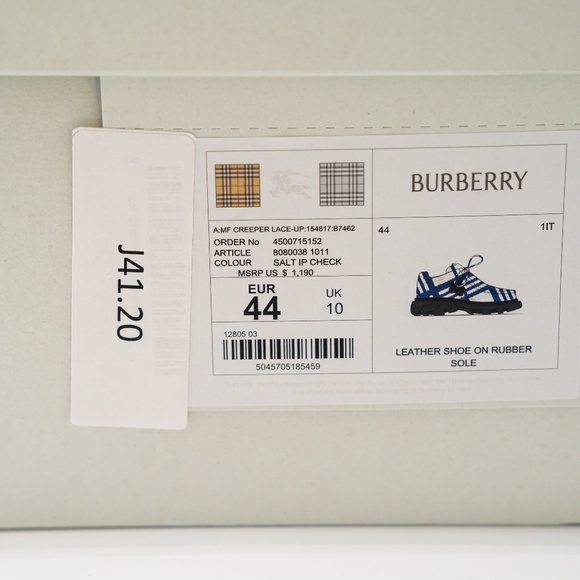 J41.20
BURBERRY
A:MF CREEPER LACE-UP:154817:B7462
ORDER No 4500715152
ARTICLE 8080038 1011
COLOUR SALT IP CHECK
MSRP US $ 1,190
EUR
44
UK
10
12805 03
5045705185459
44 1IT
LEATHER SHOE ON RUBBER
SOLE